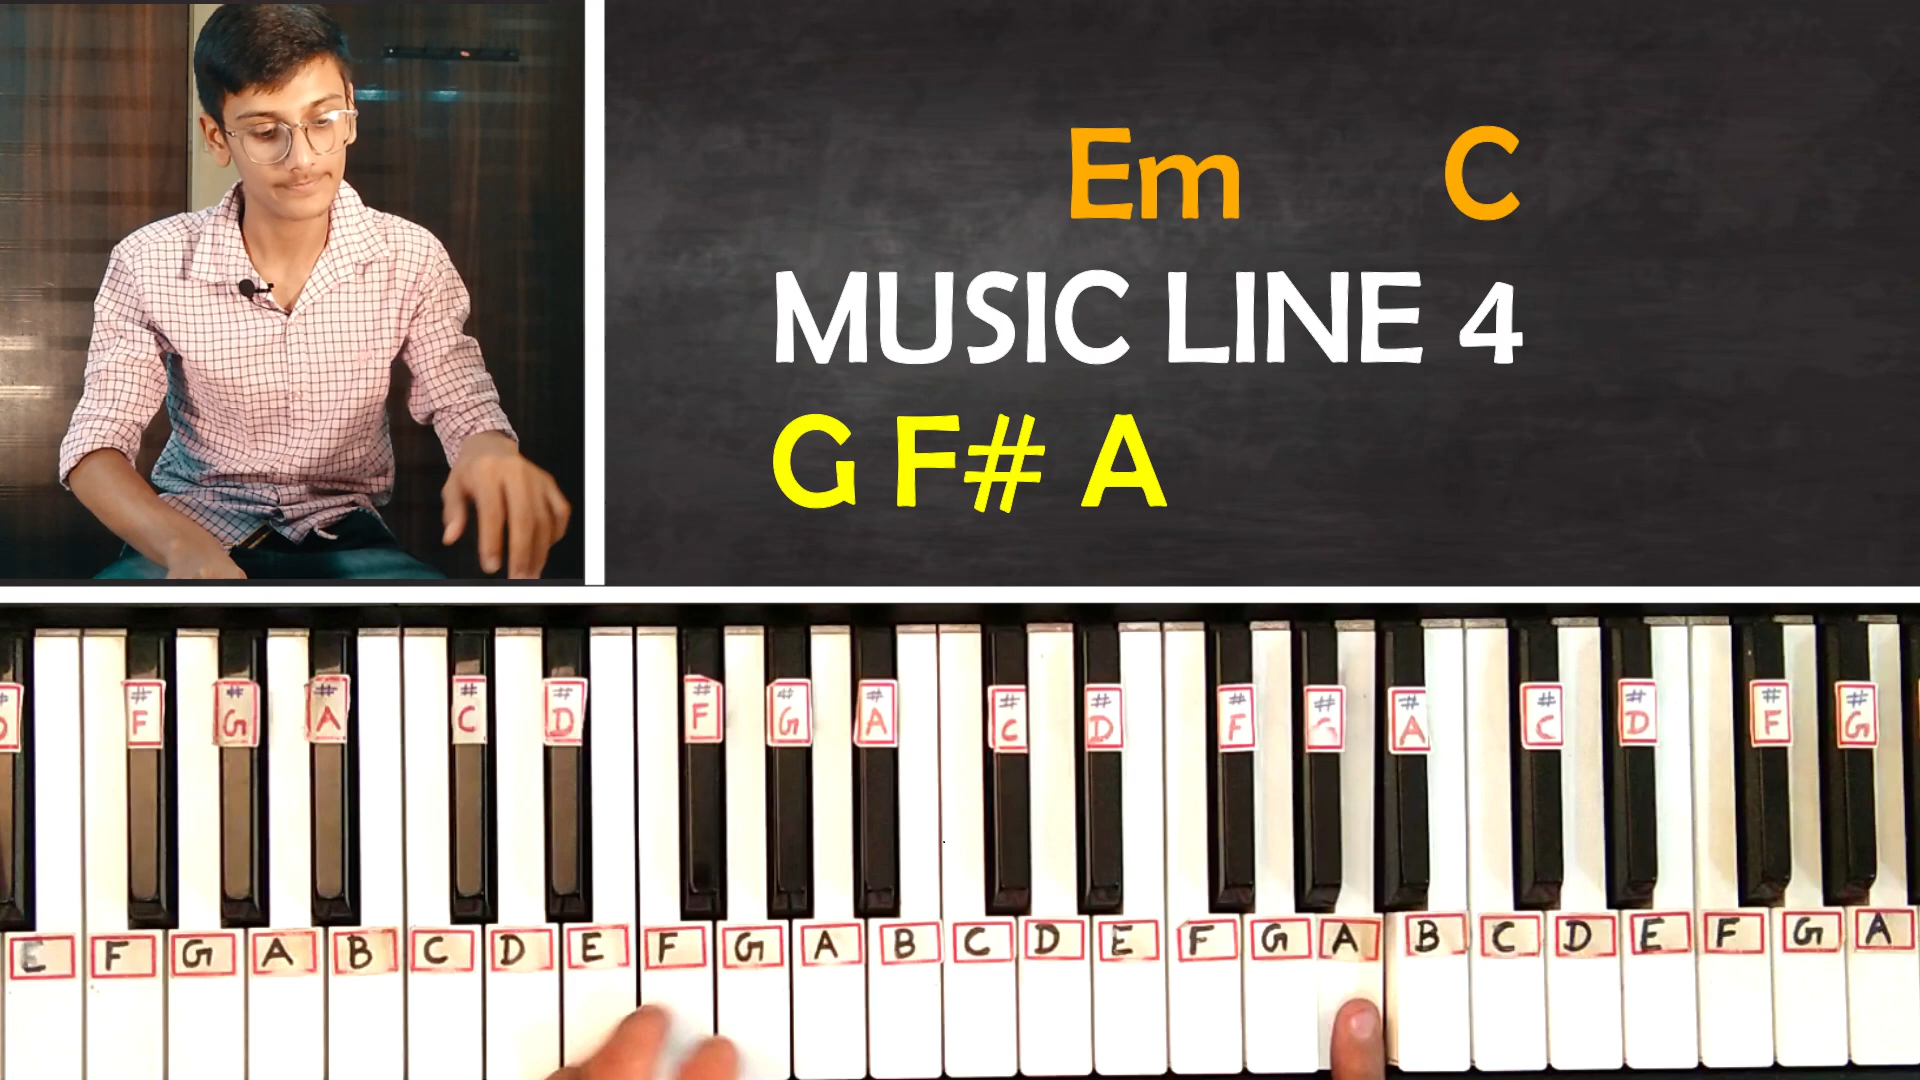 Em C
MUSIC LINE 4
G F# A
# F # G # A # C # D # F # G # A # C # D # F # # A # C # D # F # G
E F G A B C D E F G A B C D E F G A B C D E F G A